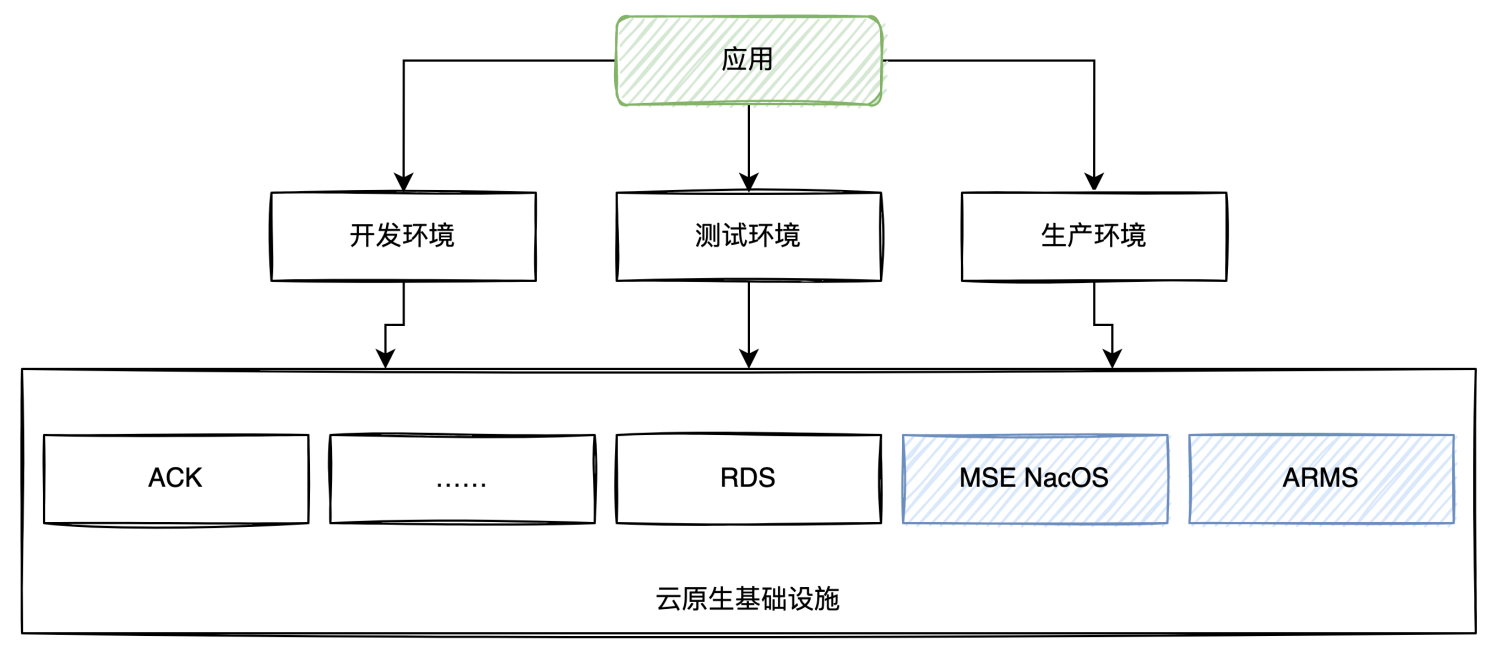 应用
开发环境
测试环境
生产环境
ACK
......
RDS
MSE NacOS
ARMS
云原生基础设施